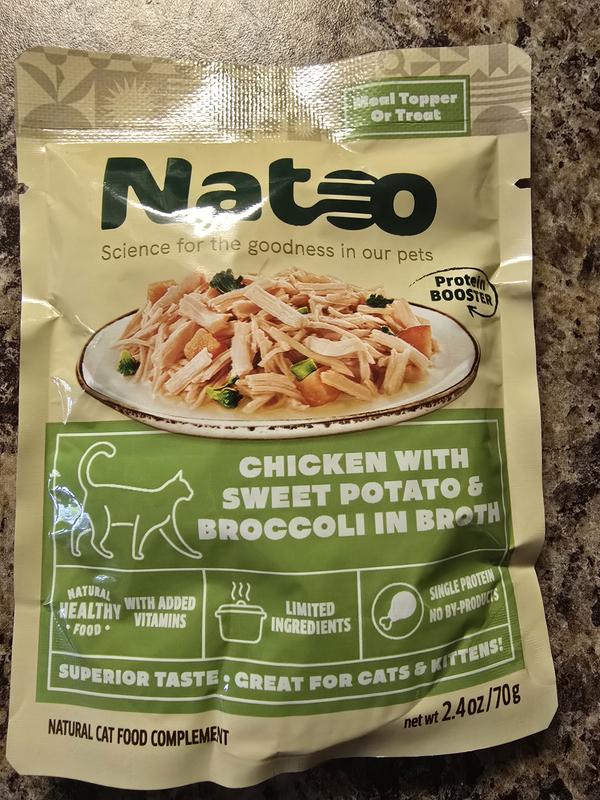 Meal Topper
Or Treat
Natoo
Science for the goodness in our pets
Protein
BOOSTER
CHICKEN WITH
SWEET POTATO &
BROCCOLI IN BROTH
NATURAL
HEALTHY
• FOOD •
WITH ADDED
VITAMINS
LIMITED
INGREDIENTS
SINGLE PROTEIN
NO BY-PRODUCTS
SUPERIOR TASTE • GREAT FOR CATS & KITTENS!
NATURAL CAT FOOD COMPLEMENT
net wt 2.4oz/70g